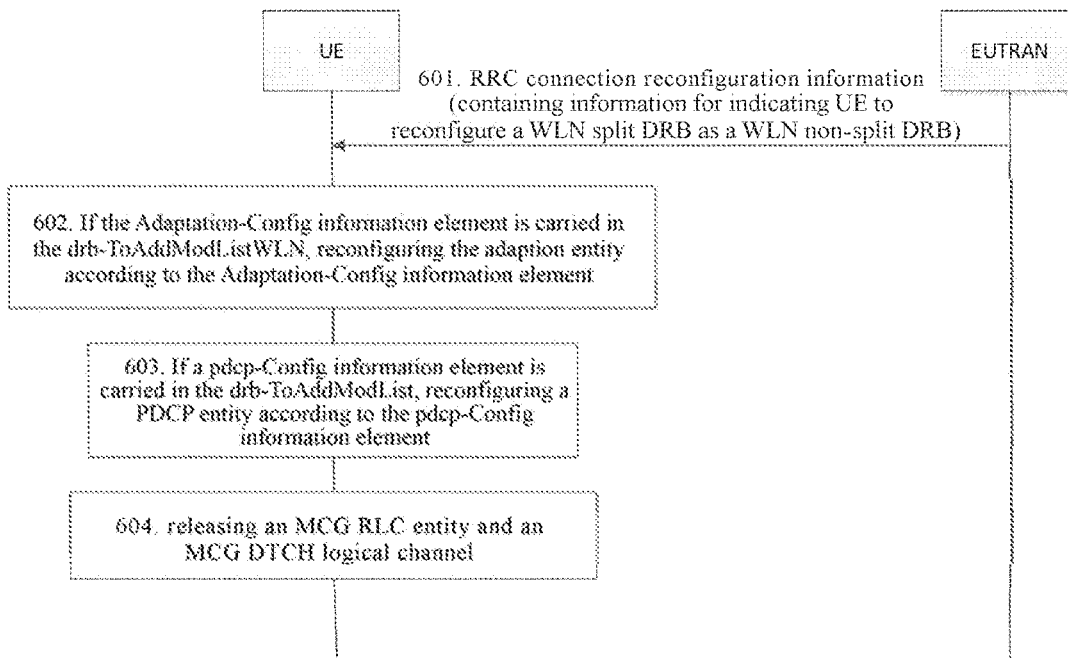 UE
EUTRAN
601. RRC connection reconfiguration information
(containing information for indicating UE to
reconfigure a WLN split DRB as a WLN non-split DRB)
602. If the Adaptation-Config information element is carried in
the drb-ToAddModListWLN, reconfiguring the adaption entity
according to the Adaptation-Config information element
603. If a pdcp-Config information element is
carried in the drb-ToAddModList, reconfiguring a
PDCP entity according to the pdcp-Config
information element
604. releasing an MCG RLC entity and an
MCG DTCH logical channel